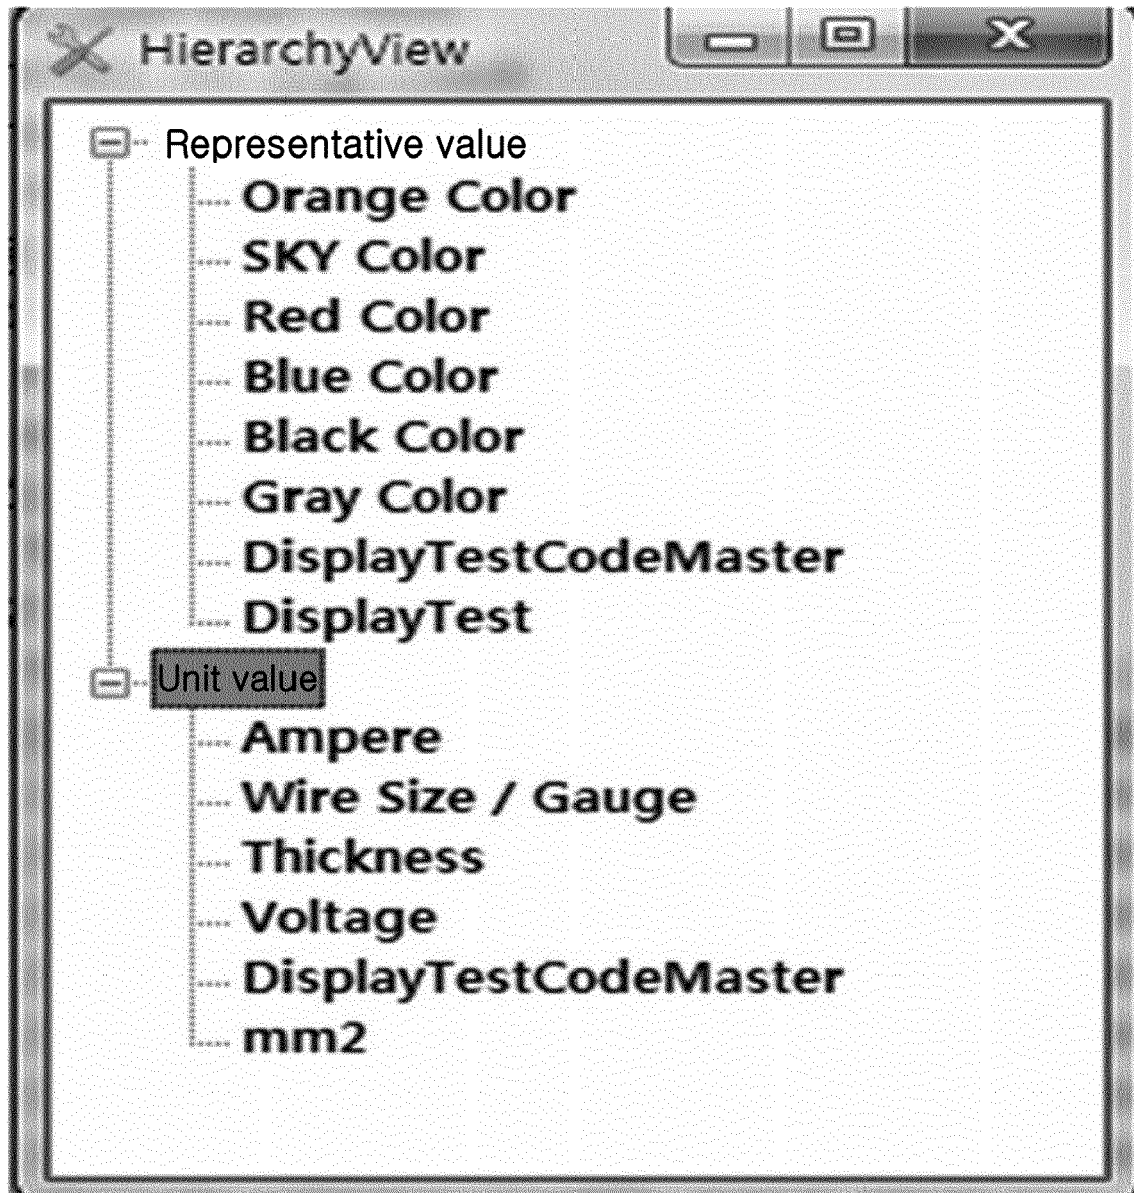 HierarchyView
Representative value
Orange Color
SKY Color
Red Color
Blue Color
Black Color
Gray Color
DisplayTestCodeMaster
DisplayTest
Unit value
Ampere
Wire Size / Gauge
Thickness
Voltage
DisplayTestCodeMaster
mm2